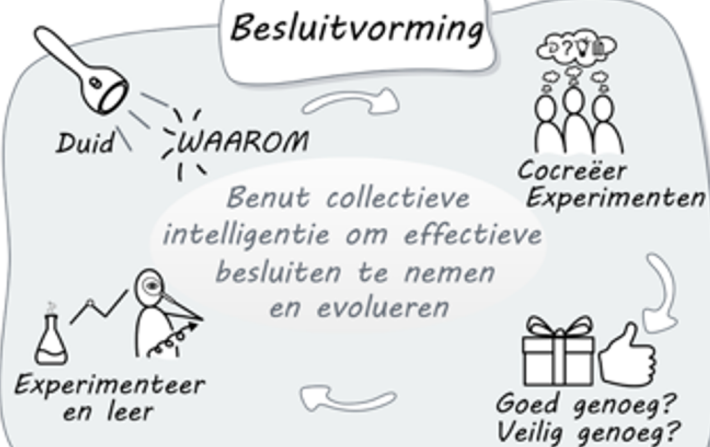 Besluitvorming
Duid WAAROM
Cocreëer
Experimenten
Benut collectieve
intelligentie om effectieve
besluiten te nemen
en evolueren
Experimenteer
en leer
Goed genoeg?
Veilig genoeg?